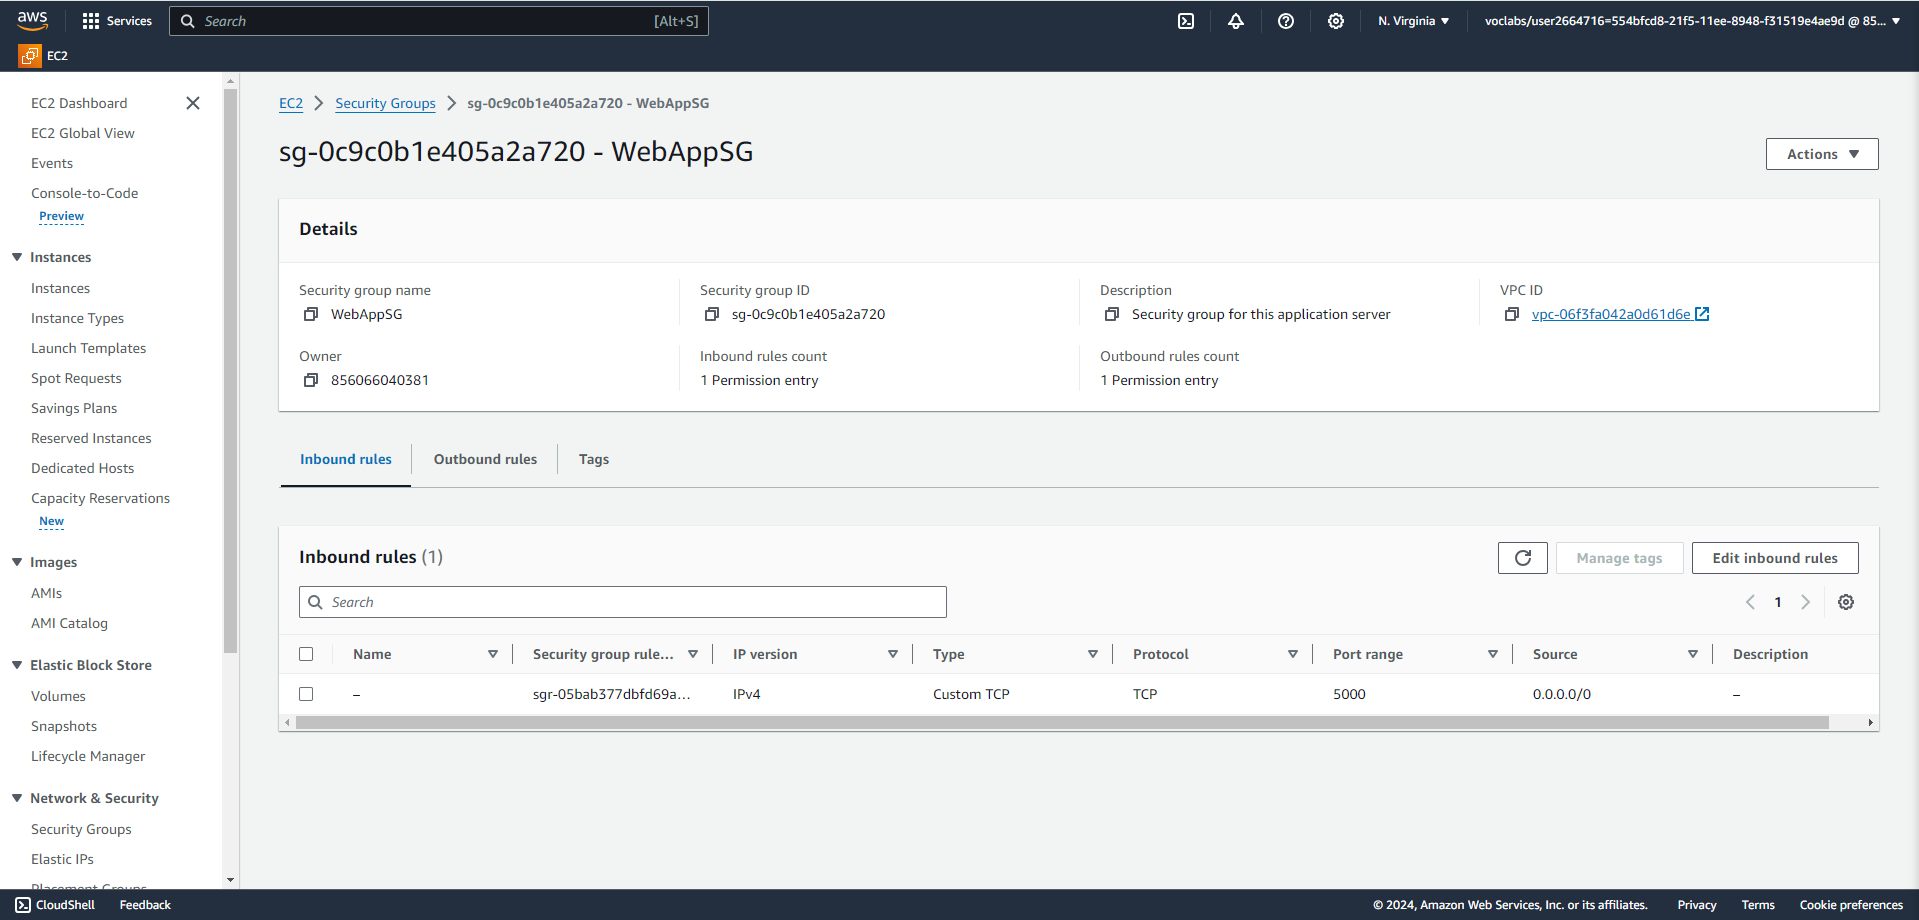 aws
Services
Search
[Alt+S]
N. Virginia
voclabs/user2664716=554bfcd8-21f5-11ee-8948-f31519e4ae9d @ 85...
EC2
EC2 Dashboard
EC2 Global View
Events
Console-to-Code
Preview
Instances
Instances
Instance Types
Launch Templates
Spot Requests
Savings Plans
Reserved Instances
Dedicated Hosts
Capacity Reservations
New
Images
AMIs
AMI Catalog
Elastic Block Store
Volumes
Snapshots
Lifecycle Manager
Network & Security
Security Groups
Elastic IPs
Placement Groups
EC2 > Security Groups > sg-0c9c0b1e405a2a720 - WebAppSG
sg-0c9c0b1e405a2a720 - WebAppSG
Actions
Details
Security group name
WebAppSG
Security group ID
sg-0c9c0b1e405a2a720
Description
Security group for this application server
VPC ID
vpc-06f3fa042a0d61d6e
Owner
856066040381
Inbound rules count
1 Permission entry
Outbound rules count
1 Permission entry
Inbound rules
Outbound rules
Tags
Inbound rules (1)
Manage tags
Edit inbound rules
Search
1
Name
Security group rule...
IP version
Type
Protocol
Port range
Source
Description
–
sgr-05bab377dbfd69a...
IPv4
Custom TCP
TCP
5000
0.0.0.0/0
–
CloudShell
Feedback
© 2024, Amazon Web Services, Inc. or its affiliates.
Privacy
Terms
Cookie preferences